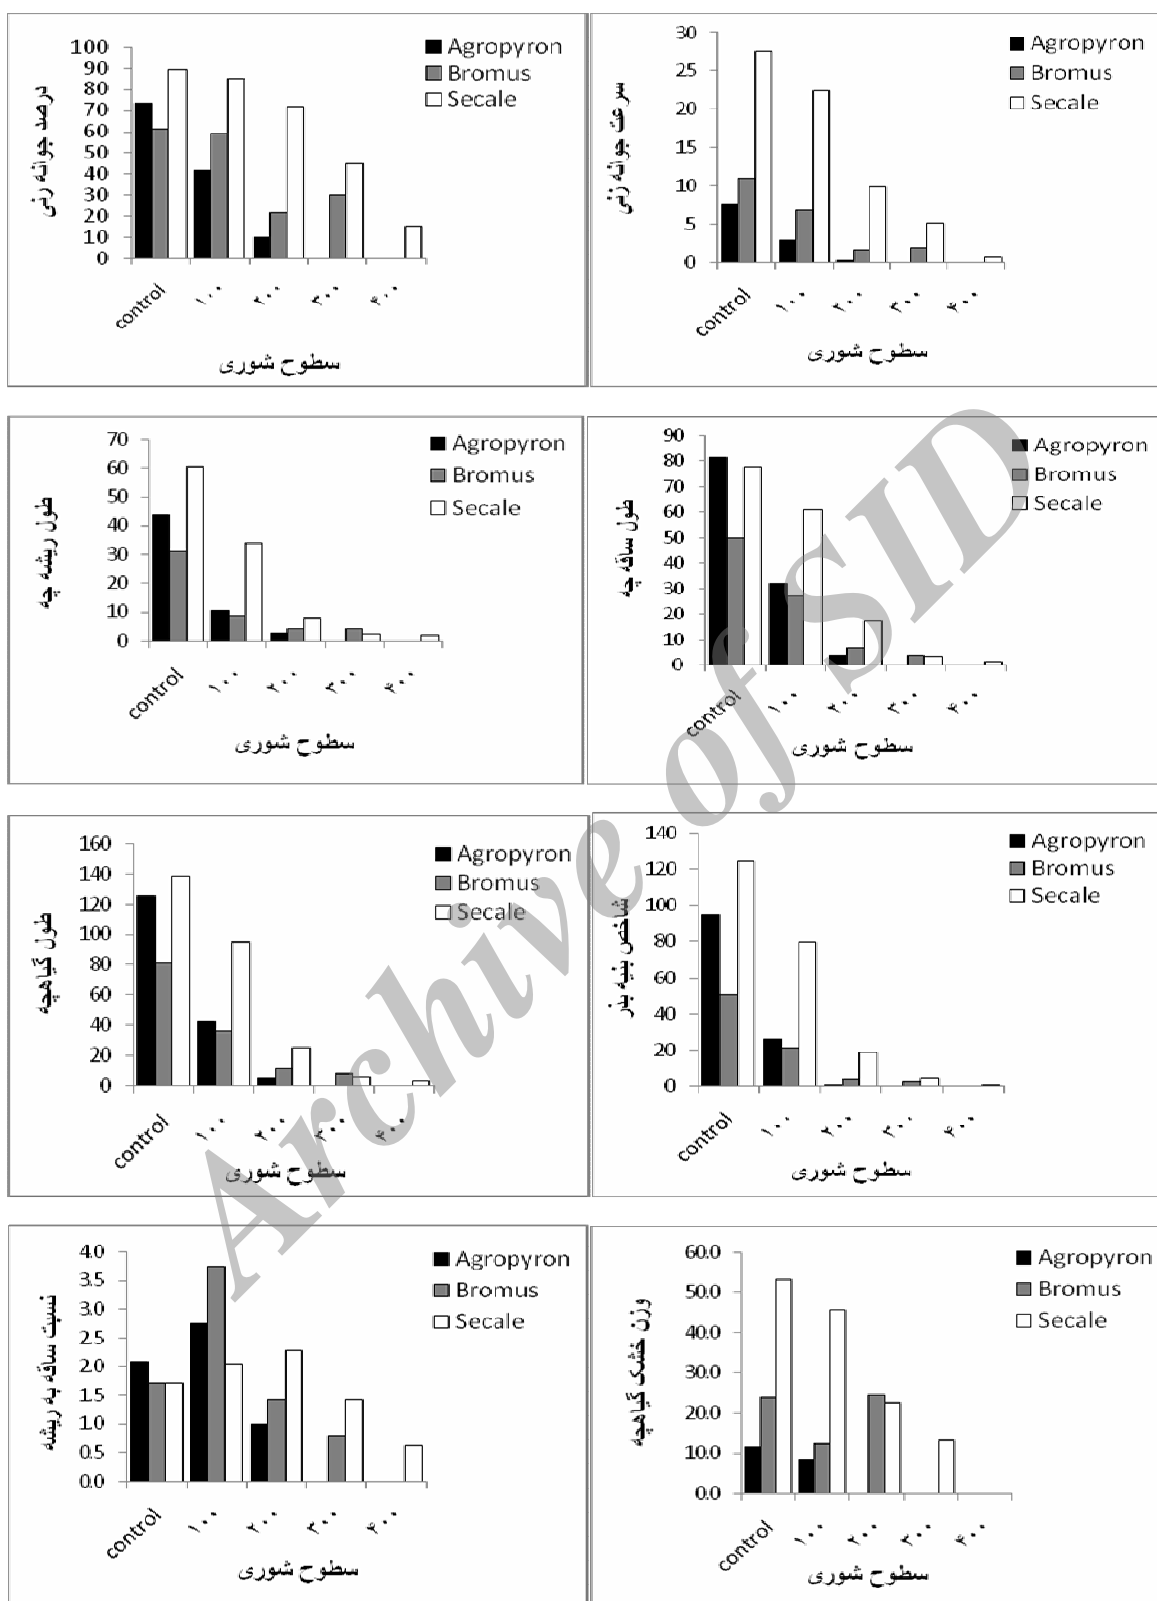 درصد جوانه زنی
100
90
80
70
60
50
40
30
20
10
0
control
۱۰۰
۲۰۰
۳۰۰
۴۰۰
سطوح شوری
Agropyron
Bromus
Secale
سرعت جوانه زنی
30
25
20
15
10
5
0
control
۱۰۰
۲۰۰
۳۰۰
۴۰۰
سطوح شوری
Agropyron
Bromus
Secale
طول ریشه چه
70
60
50
40
30
20
10
0
control
۱۰۰
۲۰۰
۳۰۰
۴۰۰
سطوح شوری
Agropyron
Bromus
Secale
طول ساقه چه
90
80
70
60
50
40
30
20
10
0
control
۱۰۰
۲۰۰
۳۰۰
۴۰۰
سطوح شوری
Agropyron
Bromus
Secale
طول گیاهچه
160
140
120
100
80
60
40
20
0
control
۱۰۰
۲۰۰
۳۰۰
۴۰۰
سطوح شوری
Agropyron
Bromus
Secale
شاخص بنیه بذر
140
120
100
80
60
40
20
0
control
۱۰۰
۲۰۰
۳۰۰
۴۰۰
سطوح شوری
Agropyron
Bromus
Secale
نسبت ساقه به ریشه
4.0
3.5
3.0
2.5
2.0
1.5
1.0
0.5
0.0
control
۱۰۰
۲۰۰
۳۰۰
۴۰۰
سطوح شوری
Agropyron
Bromus
Secale
وزن خشک گیاهچه
60.0
50.0
40.0
30.0
20.0
10.0
0.0
control
۱۰۰
۲۰۰
۳۰۰
۴۰۰
سطوح شوری
Agropyron
Bromus
Secale
Archive of SID